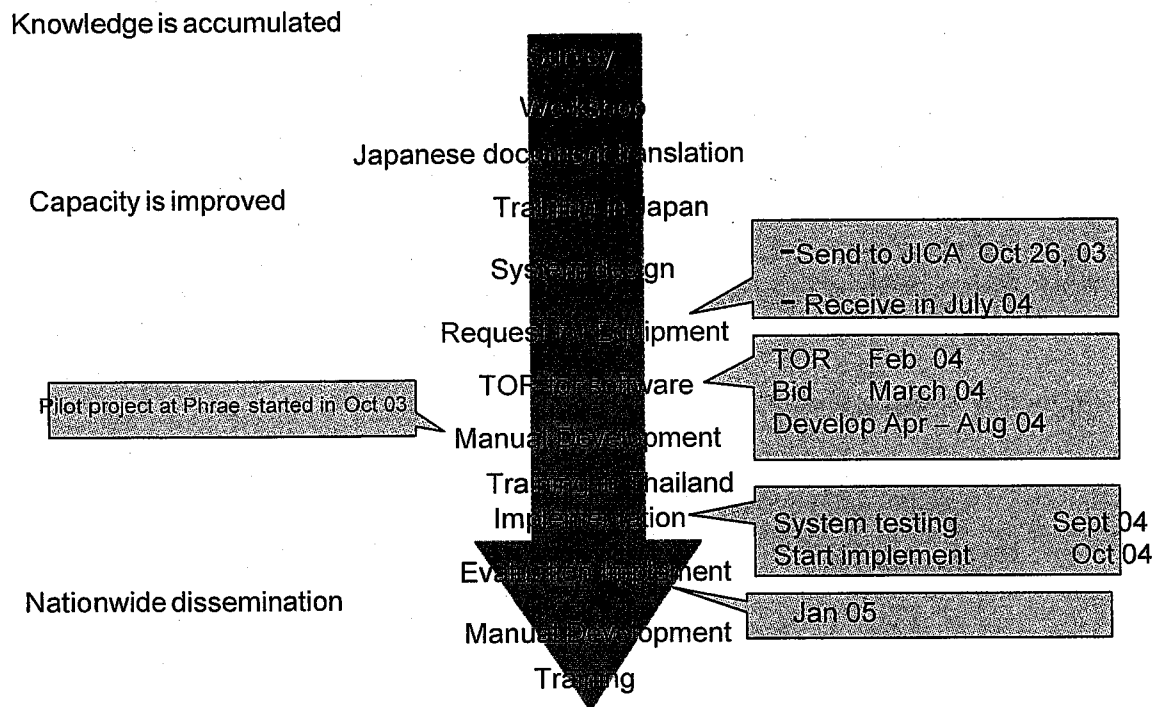 Knowledge is accumulated
Survey
Workshop
Japanese document translation
Capacity is improved
Training in Japan
System design
-Send to JICA Oct 26, 03
- Receive in July 04
Request for Equipment
TOR for software
TOR Feb 04
Bid March 04
Develop Apr – Aug 04
Pilot project at Phrae started in Oct 03
Manual Development
Training in Thailand
Implementation
System testing Sept 04
Start implement Oct 04
Evaluation
Nationwide dissemination
Jan 05
Manual Development
Training